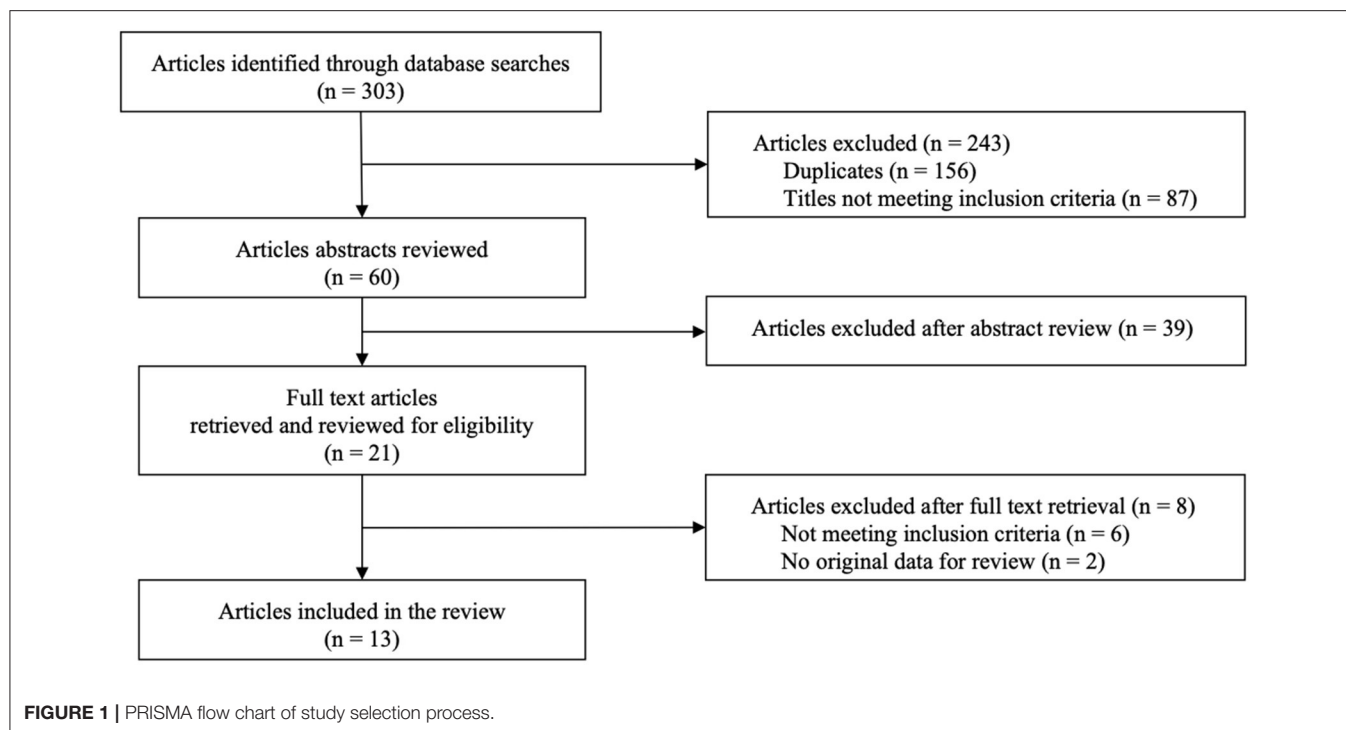 Articles identified through database searches
(n = 303)
Articles excluded (n = 243)
Duplicates (n = 156)
Titles not meeting inclusion criteria (n = 87)
Articles abstracts reviewed
(n = 60)
Articles excluded after abstract review (n = 39)
Full text articles
retrieved and reviewed for eligibility
(n = 21)
Articles excluded after full text retrieval (n = 8)
Not meeting inclusion criteria (n = 6)
No original data for review (n = 2)
Articles included in the review
(n = 13)
FIGURE 1 | PRISMA flow chart of study selection process.